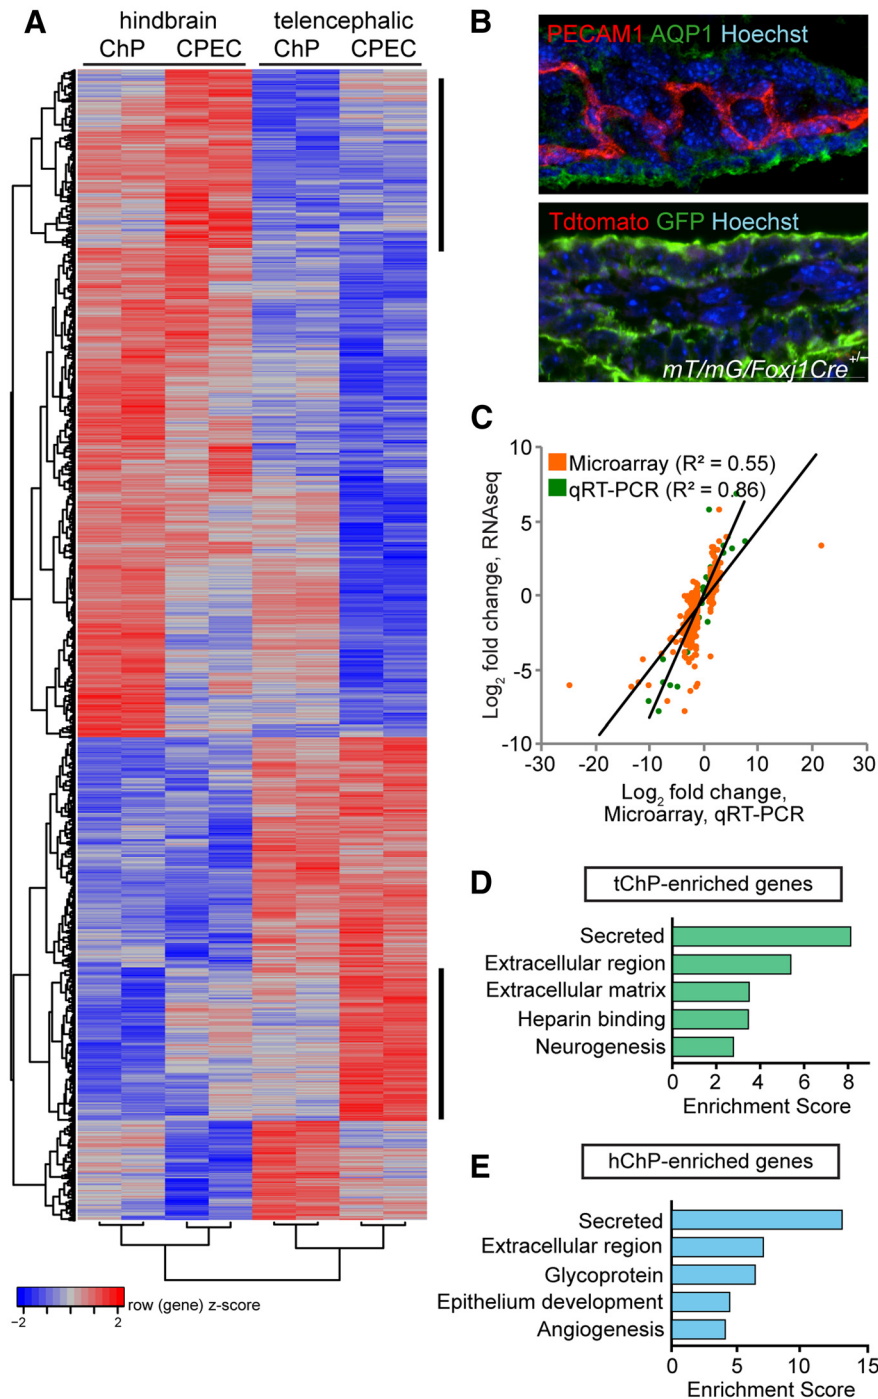 A
hindbrain telencephalic
ChP CPEC ChP CPEC
−2 2 row (gene) z-score
B
PECAM1 AQP1 Hoechst
Tdtomato GFP Hoechst
mT/mG/Foxj1Cre+/−
C
Microarray (R² = 0.55)
qRT-PCR (R² = 0.86)
10
5
0
-5
-10
-30 -20 -10 0 10 20 30
Log2 fold change, RNAseq
Log2 fold change,
Microarray, qRT-PCR
D
tChP-enriched genes
Secreted
Extracellular region
Extracellular matrix
Heparin binding
Neurogenesis
0 2 4 6 8
Enrichment Score
E
hChP-enriched genes
Secreted
Extracellular region
Glycoprotein
Epithelium development
Angiogenesis
0 5 10 15
Enrichment Score